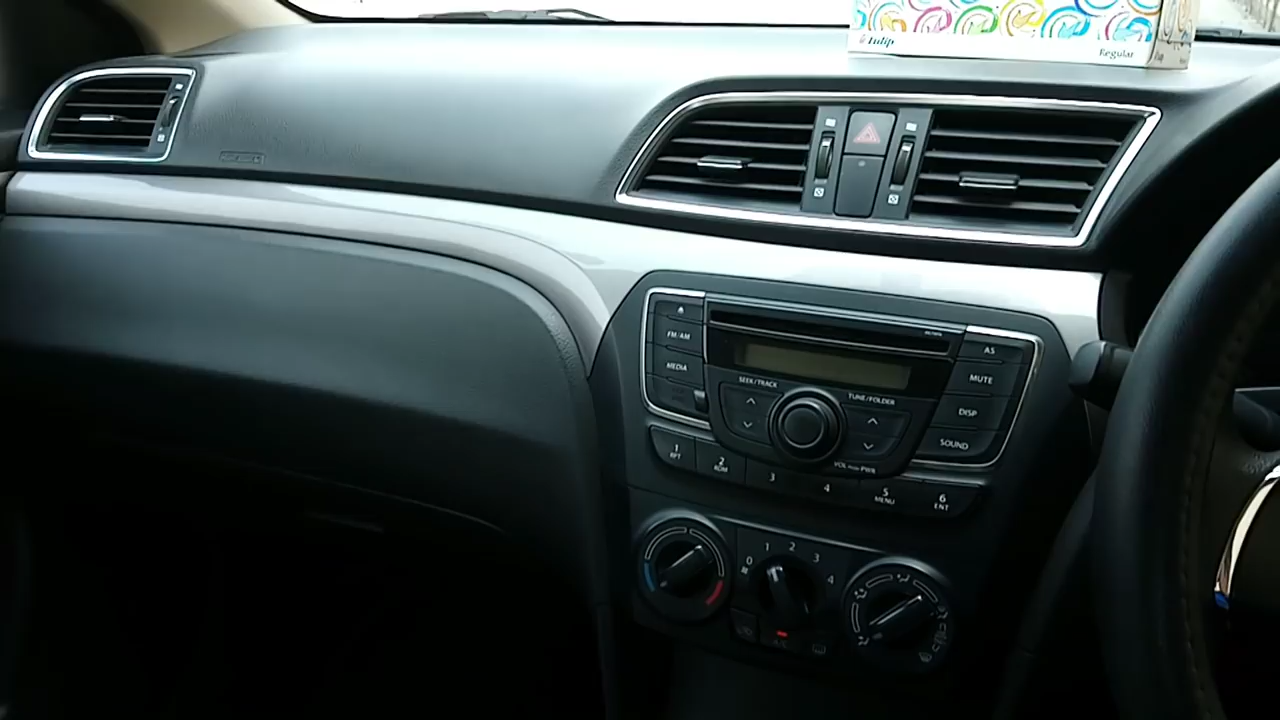 Tulip
Regular
FM/AM
MEDIA
SEEK/TRACK
TUNE/FOLDER
AS
MUTE
DISP
SOUND
VOL PUSH PWR
1 RPT
2 RDM
3
4
5 MENU
6 ENT
0 1 2 3 4
A/C